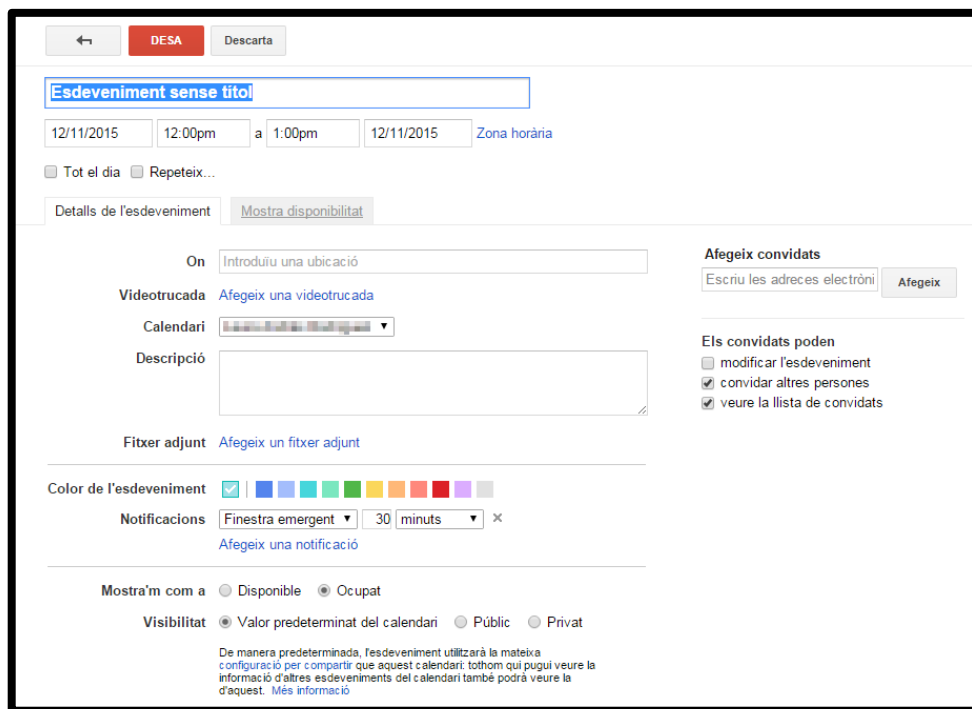 DESA Descarta
Esdeveniment sense títol
12/11/2015 12:00pm a 1:00pm 12/11/2015 Zona horària
Tot el dia Repeteix...
Detalls de l'esdeveniment Mostra disponibilitat
On Introduïu una ubicació
Videotrucada Afegeix una videotrucada
Calendari
Descripció
Fitxer adjunt Afegeix un fitxer adjunt
Color de l'esdeveniment
Notificacions Finestra emergent 30 minuts
Afegeix una notificació
Mostra'm com a Disponible Ocupat
Visibilitat Valor predeterminat del calendari Públic Privat
De manera predeterminada, l'esdeveniment utilitzarà la mateixa
configuració per compartir que aquest calendari: tothom qui pugui veure la
informació d'altres esdeveniments del calendari també podrà veure la
d'aquest. Més informació
Afegeix convidats
Escriu les adreces electròni Afegeix
Els convidats poden
modificar l'esdeveniment
convidar altres persones
veure la llista de convidats